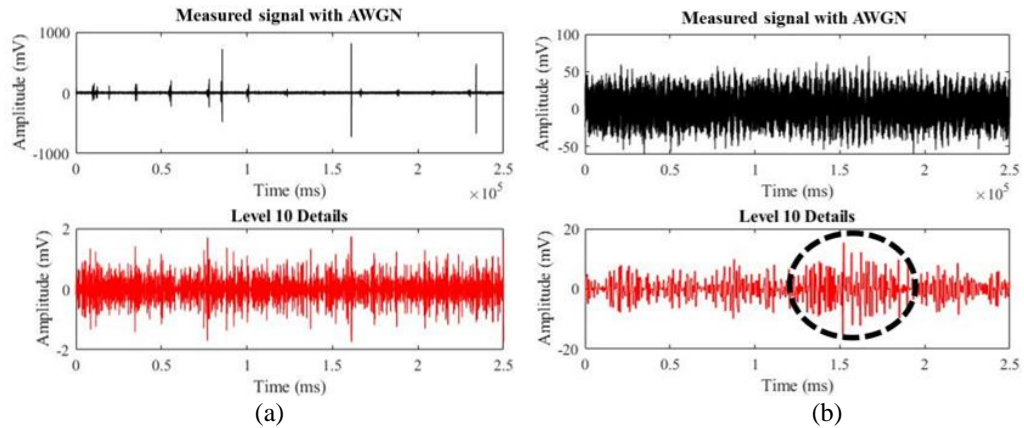 Measured signal with AWGN
1000
0
-1000
Amplitude (mV)
0 0.5 1 1.5 2 2.5
Time (ms)
×10⁵
Level 10 Details
2
0
-2
Amplitude (mV)
0 0.5 1 1.5 2 2.5
Time (ms)
×10⁵
(a)
Measured signal with AWGN
100
50
0
-50
Amplitude (mV)
0 0.5 1 1.5 2 2.5
Time (ms)
×10⁵
Level 10 Details
20
0
-20
Amplitude (mV)
0 0.5 1 1.5 2 2.5
Time (ms)
×10⁵
(b)